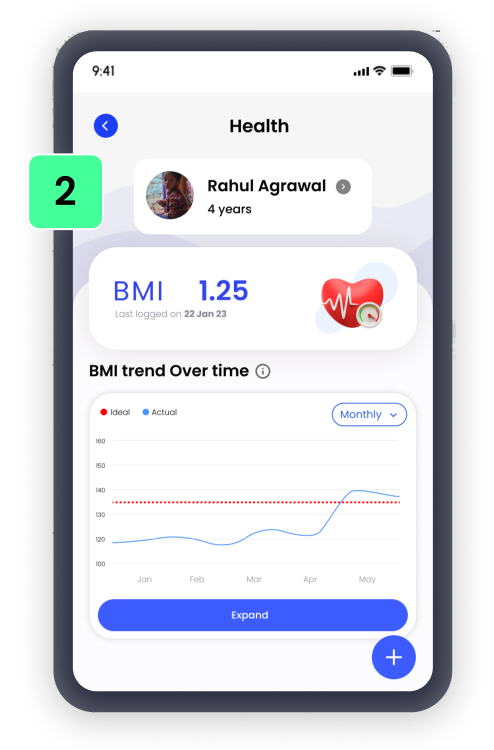 9:41
Health
2
Rahul Agrawal
4 years
BMI 1.25
Last logged on 22 Jan 23
BMI trend Over time
Ideal Actual
Monthly
160
150
140
130
120
100
Jan Feb Mar Apr May
Expand